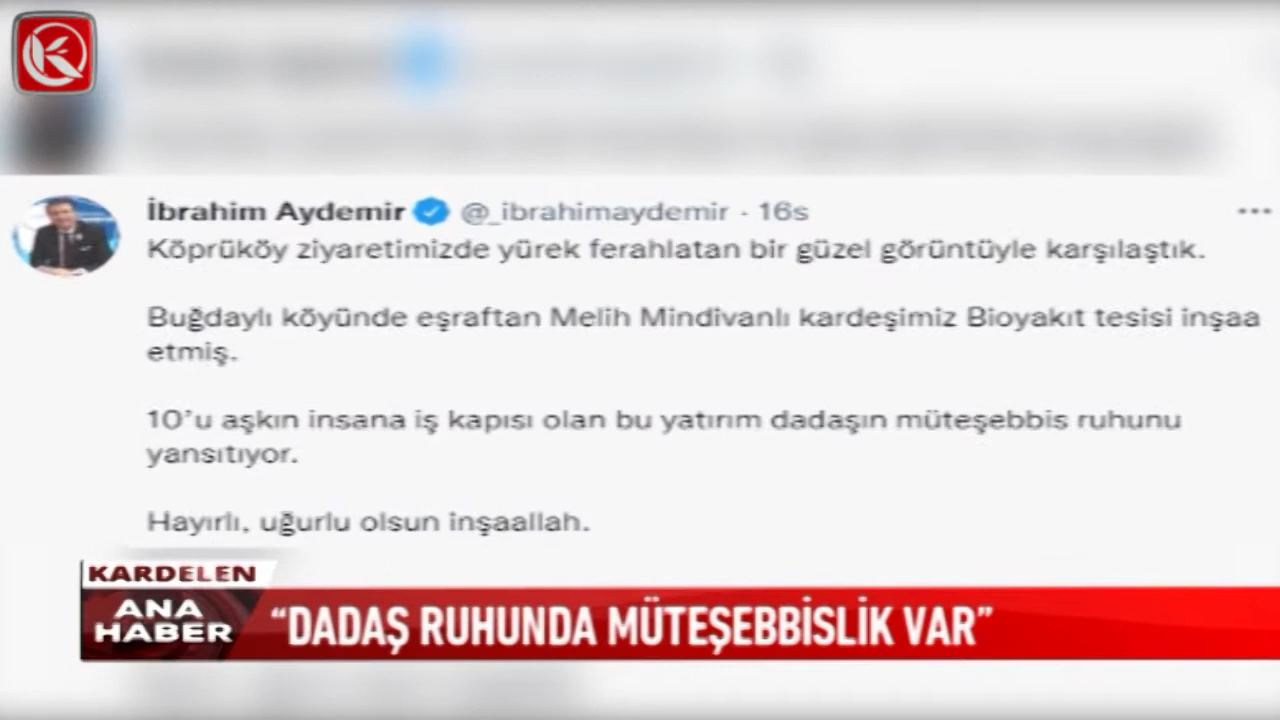 İbrahim Aydemir @_ibrahimaydemir · 16s
Köprüköy ziyaretimizde yürek ferahlatan bir güzel görüntüyle karşılaştık.
Buğdaylı köyünde eşraftan Melih Mindivanlı kardeşimiz Bioyakıt tesisi inşaa
etmiş.
10'u aşkın insana iş kapısı olan bu yatırım dadaşın müteşebbis ruhunu
yansıtıyor.
Hayırlı, uğurlu olsun inşaallah.
KARDELEN
ANA
HABER
“DADAŞ RUHUNDA MÜTEŞEBBİSLİK VAR”